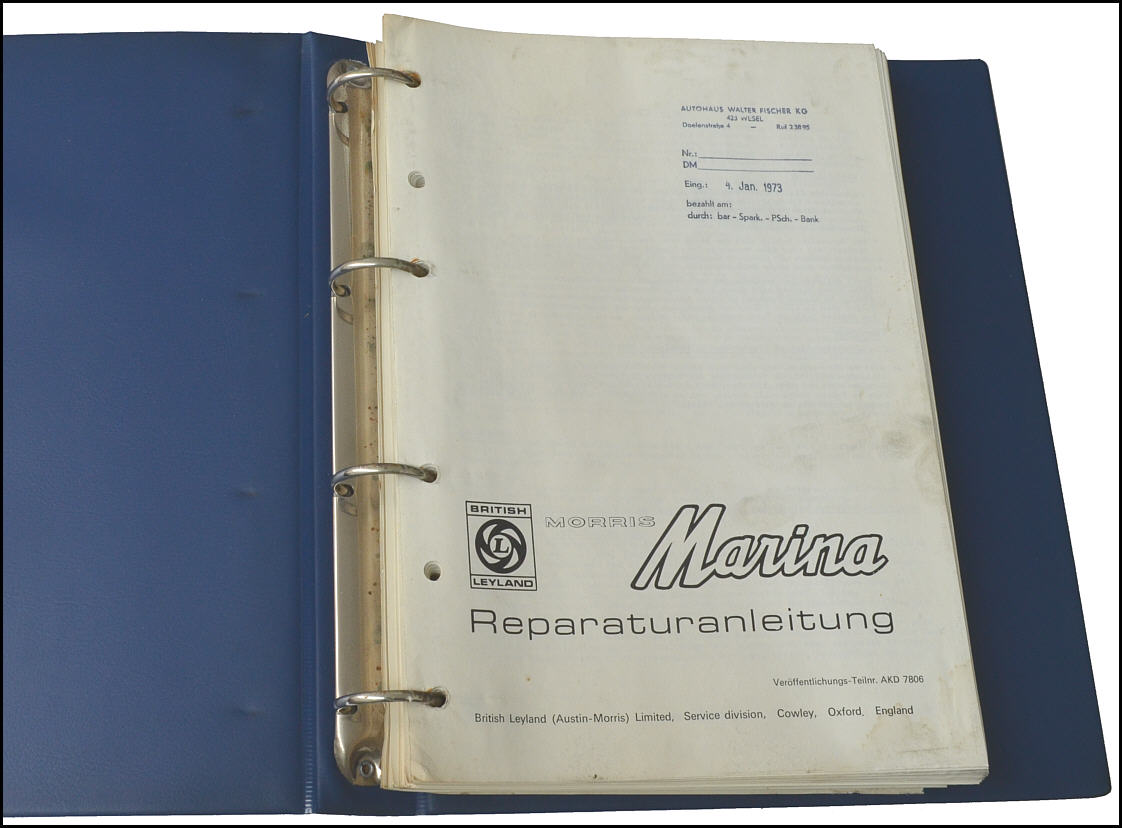 AUTOHAUS WALTER FISCHER KG
423 WESEL
Daelenstraße 4 – Ruf 23895
Nr.:
DM
Eing.: 4. Jan. 1973
bezahlt am:
durch: bar – Spark. – PSch. – Bank
BRITISH
L
LEYLAND
MORRIS Marina
Reparaturanleitung
Veröffentlichungs-Teilnr. AKD 7806
British Leyland (Austin-Morris) Limited, Service division, Cowley, Oxford, England